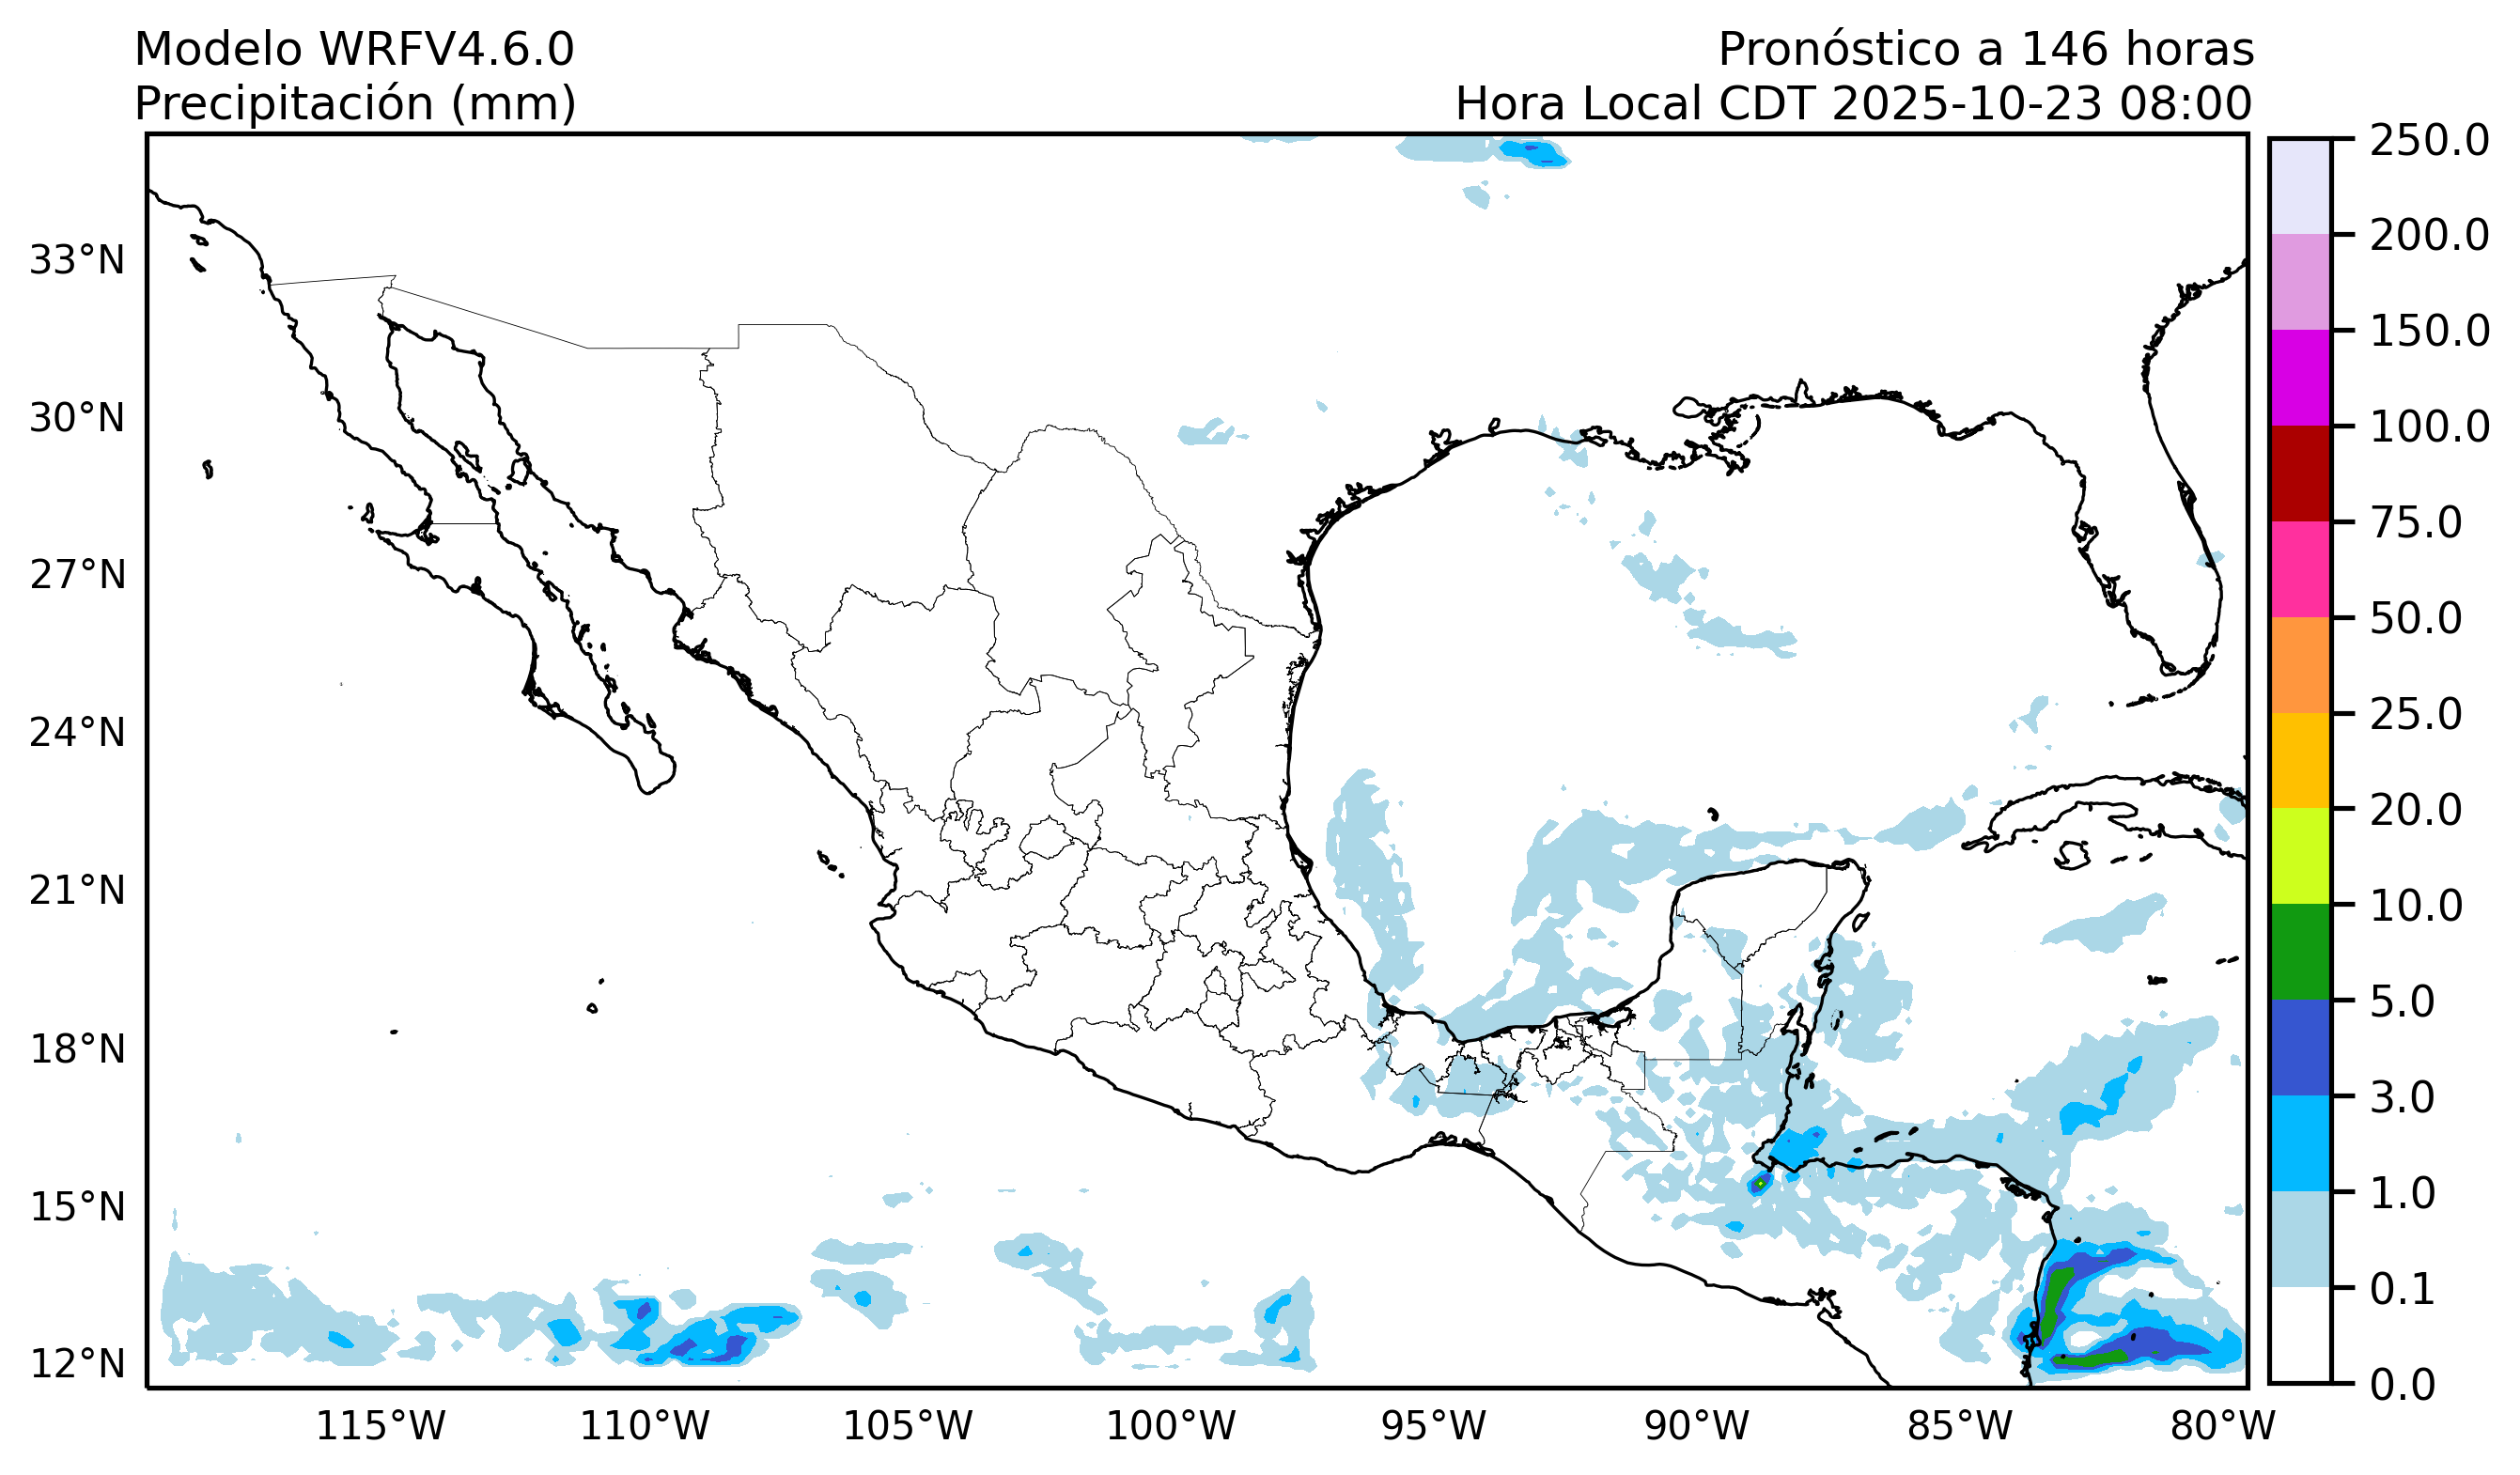 Modelo WRFV4.6.0
Precipitación (mm)
Pronóstico a 146 horas
Hora Local CDT 2025-10-23 08:00
33°N
30°N
27°N
24°N
21°N
18°N
15°N
12°N
115°W
110°W
105°W
100°W
95°W
90°W
85°W
80°W
250.0
200.0
150.0
100.0
75.0
50.0
25.0
20.0
10.0
5.0
3.0
1.0
0.1
0.0